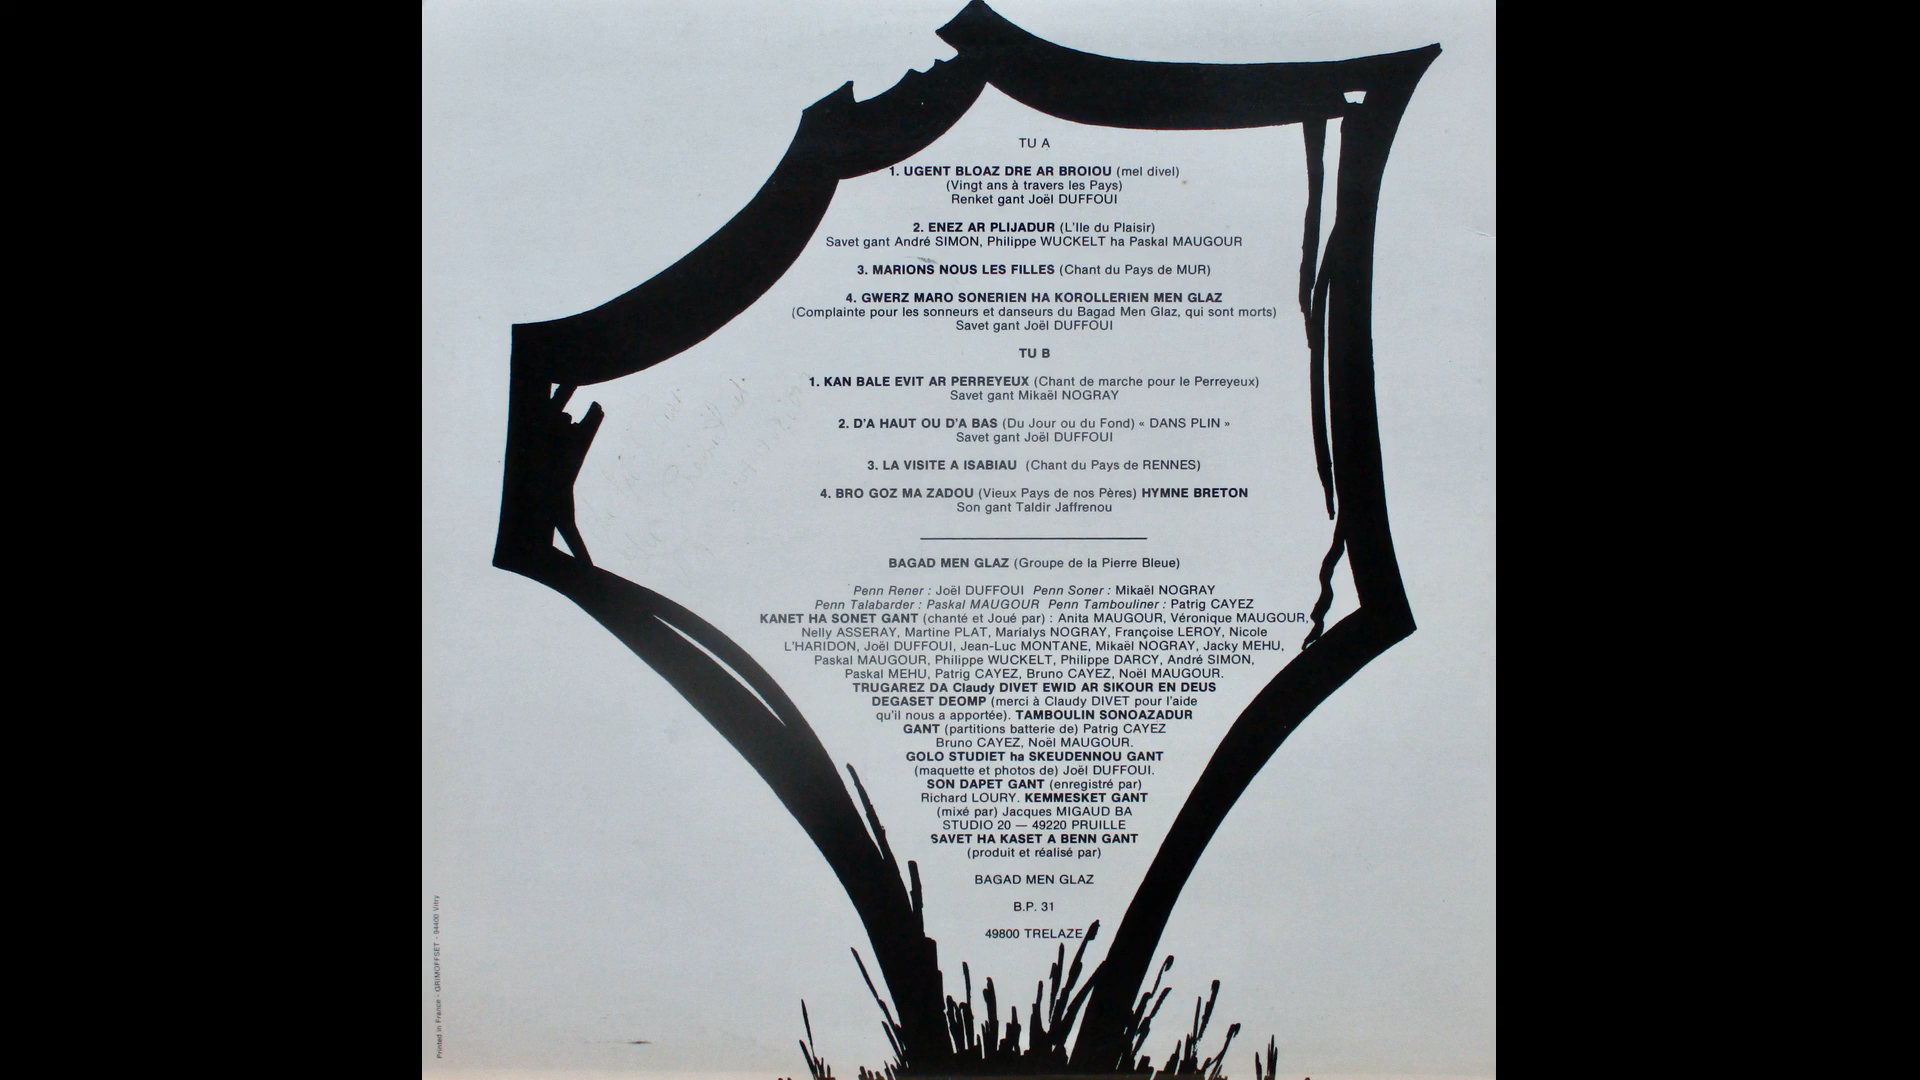 TU A
1. UGENT BLOAZ DRE AR BROIOU (mel divel)
(Vingt ans à travers les Pays)
Renket gant Joël DUFFOUI
2. ENEZ AR PLIJADUR (L'Ile du Plaisir)
Savet gant André SIMON, Philippe WUCKELT ha Paskal MAUGOUR
3. MARIONS NOUS LES FILLES (Chant du Pays de MUR)
4. GWERZ MARO SONERIEN HA KOROLLERIEN MEN GLAZ
(Complainte pour les sonneurs et danseurs du Bagad Men Glaz, qui sont morts)
Savet gant Joël DUFFOUI
TU B
1. KAN BALE EVIT AR PERREYEUX (Chant de marche pour le Perreyeux)
Savet gant Mikaël NOGRAY
2. D'A HAUT OU D'A BAS (Du Jour ou du Fond) « DANS PLIN »
Savet gant Joël DUFFOUI
3. LA VISITE A ISABIAU (Chant du Pays de RENNES)
4. BRO GOZ MA ZADOU (Vieux Pays de nos Pères) HYMNE BRETON
Son gant Taldir Jaffrenou
BAGAD MEN GLAZ (Groupe de la Pierre Bleue)
Penn Rener : Joël DUFFOUI Penn Soner : Mikaël NOGRAY
Penn Talabarder : Paskal MAUGOUR Penn Tambouliner : Patrig CAYEZ
KANET HA SONET GANT (chanté et Joué par) : Anita MAUGOUR, Véronique MAUGOUR,
Nelly ASSERAY, Martine PLAT, Marialys NOGRAY, Françoise LEROY, Nicole
L'HARIDON, Joël DUFFOUI, Jean-Luc MONTANE, Mikaël NOGRAY, Jacky MEHU,
Paskal MAUGOUR, Philippe WUCKELT, Philippe DARCY, André SIMON,
Paskal MEHU, Patrig CAYEZ, Bruno CAYEZ, Noël MAUGOUR.
TRUGAREZ DA Claudy DIVET EWID AR SIKOUR EN DEUS
DEGASET DEOMP (merci à Claudy DIVET pour l'aide
qu'il nous a apportée). TAMBOULIN SONOAZADUR
GANT (partitions batterie de) Patrig CAYEZ
Bruno CAYEZ, Noël MAUGOUR.
GOLO STUDIET ha SKEUDENNOU GANT
(maquette et photos de) Joël DUFFOUI.
SON DAPET GANT (enregistré par)
Richard LOURY. KEMMESKET GANT
(mixé par) Jacques MIGAUD BA
STUDIO 20 — 49220 PRUILLE
SAVET HA KASET A BENN GANT
(produit et réalisé par)
BAGAD MEN GLAZ
B.P. 31
49800 TRELAZE
Printed in France - GRIMOFFSET - 94400 Vitry